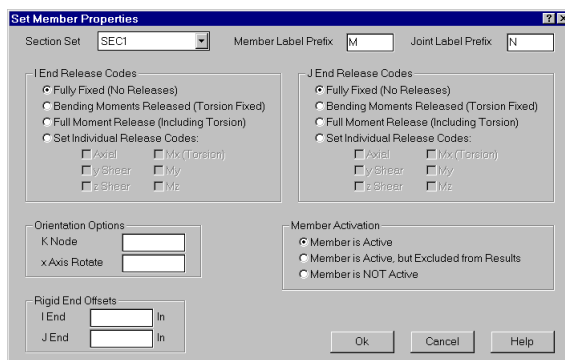 Set Member Properties
Section Set SEC1 Member Label Prefix M Joint Label Prefix N
I End Release Codes
Fully Fixed (No Releases)
Bending Moments Released (Torsion Fixed)
Full Moment Release (Including Torsion)
Set Individual Release Codes:
Axial Mx (Torsion)
y Shear My
z Shear Mz
J End Release Codes
Fully Fixed (No Releases)
Bending Moments Released (Torsion Fixed)
Full Moment Release (Including Torsion)
Set Individual Release Codes:
Axial Mx (Torsion)
y Shear My
z Shear Mz
Orientation Options
K Node
x Axis Rotate
Member Activation
Member is Active
Member is Active, but Excluded from Results
Member is NOT Active
Rigid End Offsets
I End In
J End In
Ok Cancel Help